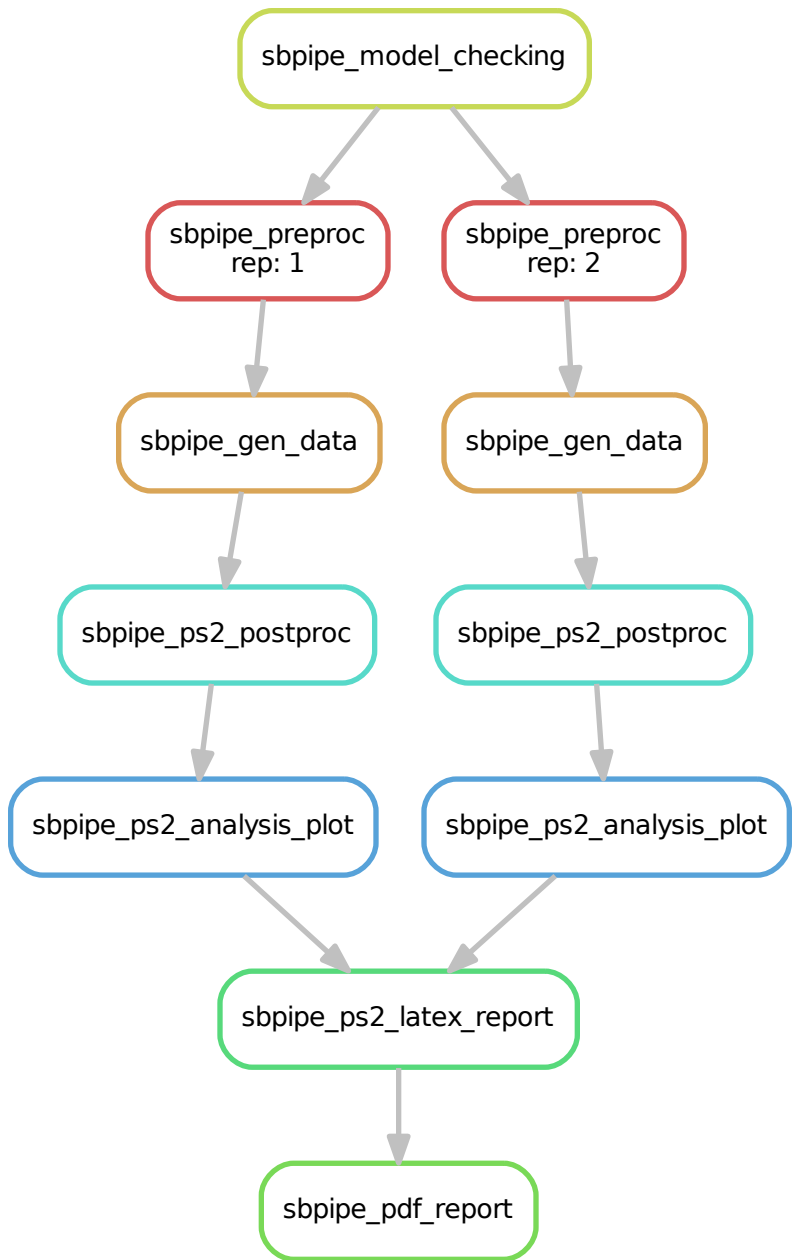 sbpipe_model_checking
sbpipe_preproc
rep: 1
sbpipe_preproc
rep: 2
sbpipe_gen_data
sbpipe_gen_data
sbpipe_ps2_postproc
sbpipe_ps2_postproc
sbpipe_ps2_analysis_plot
sbpipe_ps2_analysis_plot
sbpipe_ps2_latex_report
sbpipe_pdf_report